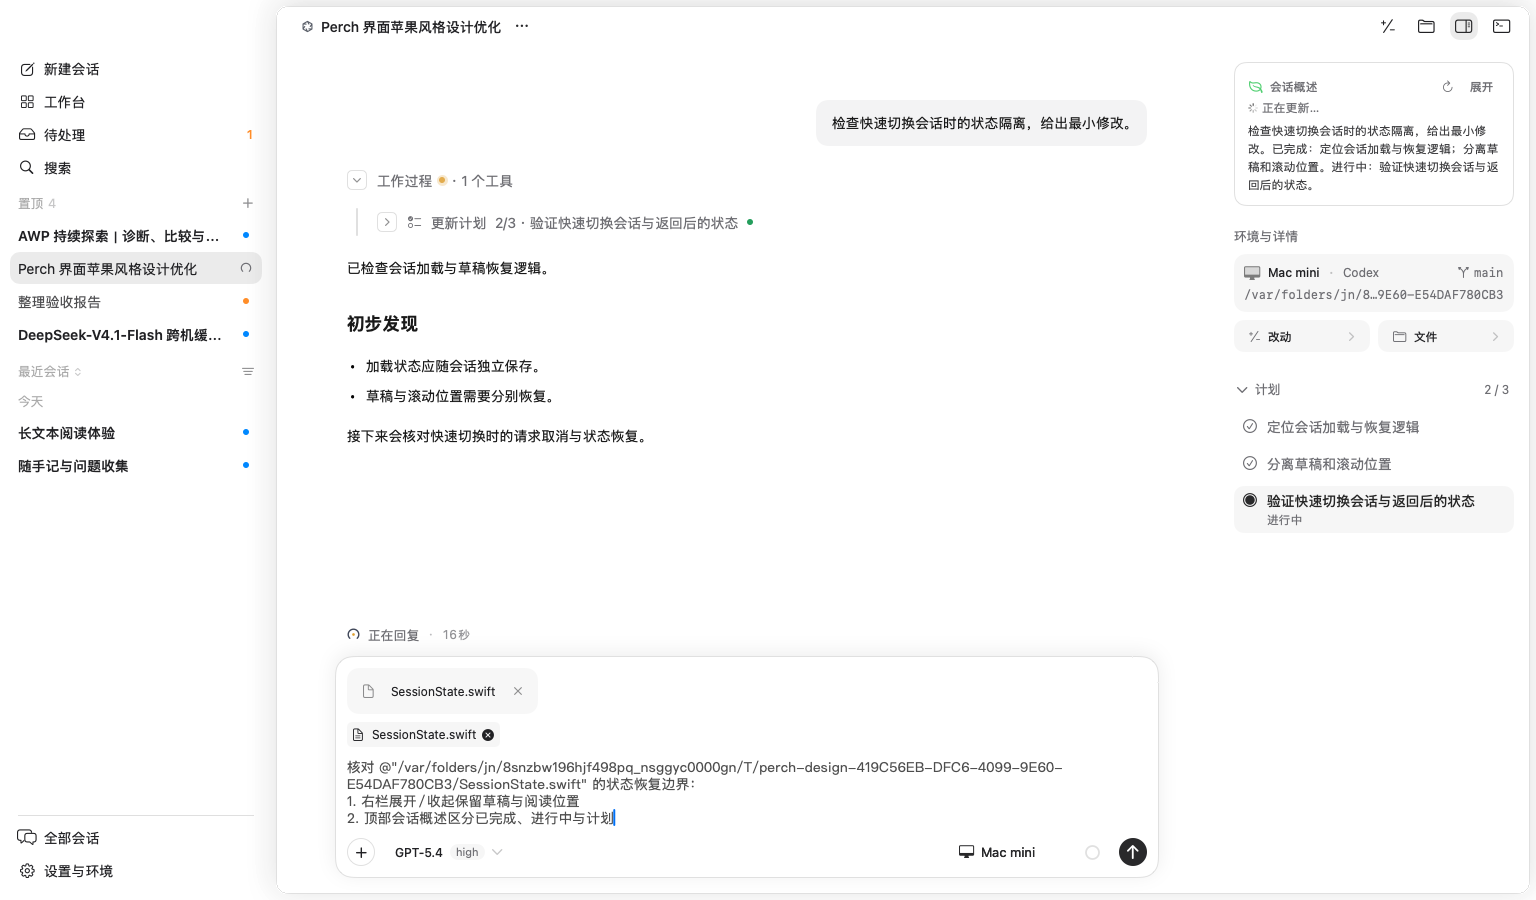 新建会话
工作台
待处理 1
搜索
置顶 4
AWP 持续探索 | 诊断、比较与...
Perch 界面苹果风格设计优化
整理验收报告
DeepSeek-V4.1-Flash 跨机缓...
最近会话
今天
长文本阅读体验
随手记与问题收集
全部会话
设置与环境
Perch 界面苹果风格设计优化 ...
检查快速切换会话时的状态隔离，给出最小修改。
工作过程 · 1 个工具
更新计划 2/3 · 验证快速切换会话与返回后的状态
已检查会话加载与草稿恢复逻辑。
初步发现
• 加载状态应随会话独立保存。
• 草稿与滚动位置需要分别恢复。
接下来会核对快速切换时的请求取消与状态恢复。
正在回复 · 16秒
SessionState.swift
SessionState.swift
核对 @"/var/folders/jn/8snzbw196hjf498pq_nsggyc0000gn/T/perch-design-419C56EB-DFC6-4099-9E60-
E54DAF780CB3/SessionState.swift" 的状态恢复边界：
1. 右栏展开/收起保留草稿与阅读位置
2. 顶部会话概述区分已完成、进行中与计划
GPT-5.4 high
Mac mini
会话概述 展开
正在更新...
检查快速切换会话时的状态隔离，给出最小修
改。已完成：定位会话加载与恢复逻辑；分离草
稿和滚动位置。进行中：验证快速切换会话与返
回后的状态。
环境与详情
Mac mini · Codex main
/var/folders/jn/8…9E60-E54DAF780CB3
改动
文件
计划 2 / 3
定位会话加载与恢复逻辑
分离草稿和滚动位置
验证快速切换会话与返回后的状态
进行中